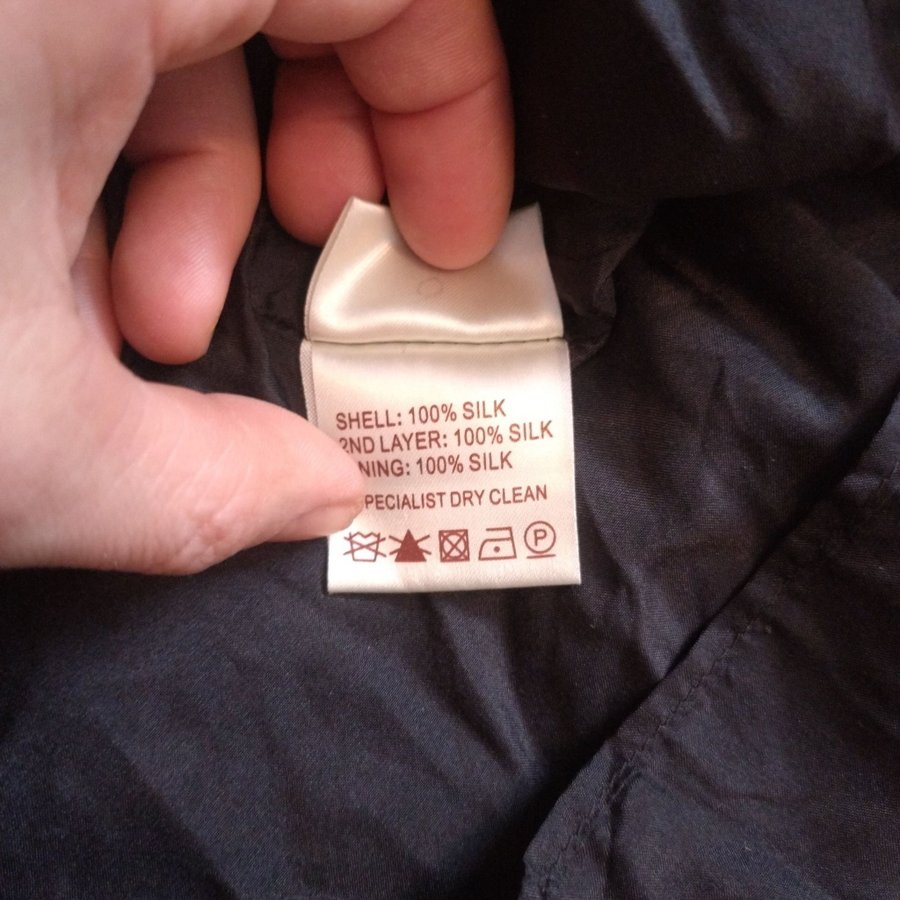 SHELL: 100% SILK
2ND LAYER: 100% SILK
NING: 100% SILK
PECIALIST DRY CLEAN
P